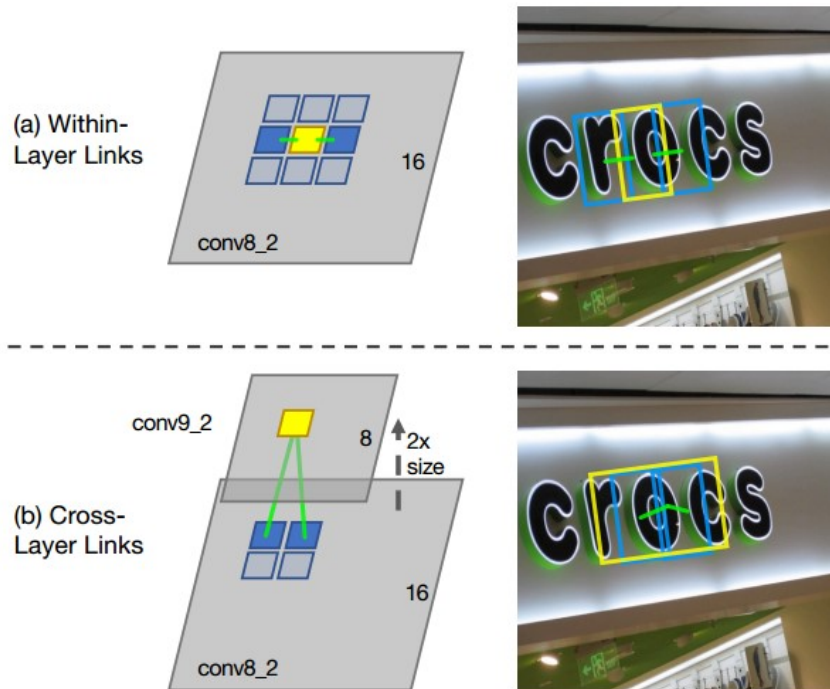 (a) Within-
Layer Links
16
conv8_2
crocs
conv9_2
8
2x
size
(b) Cross-
Layer Links
16
conv8_2
crocs